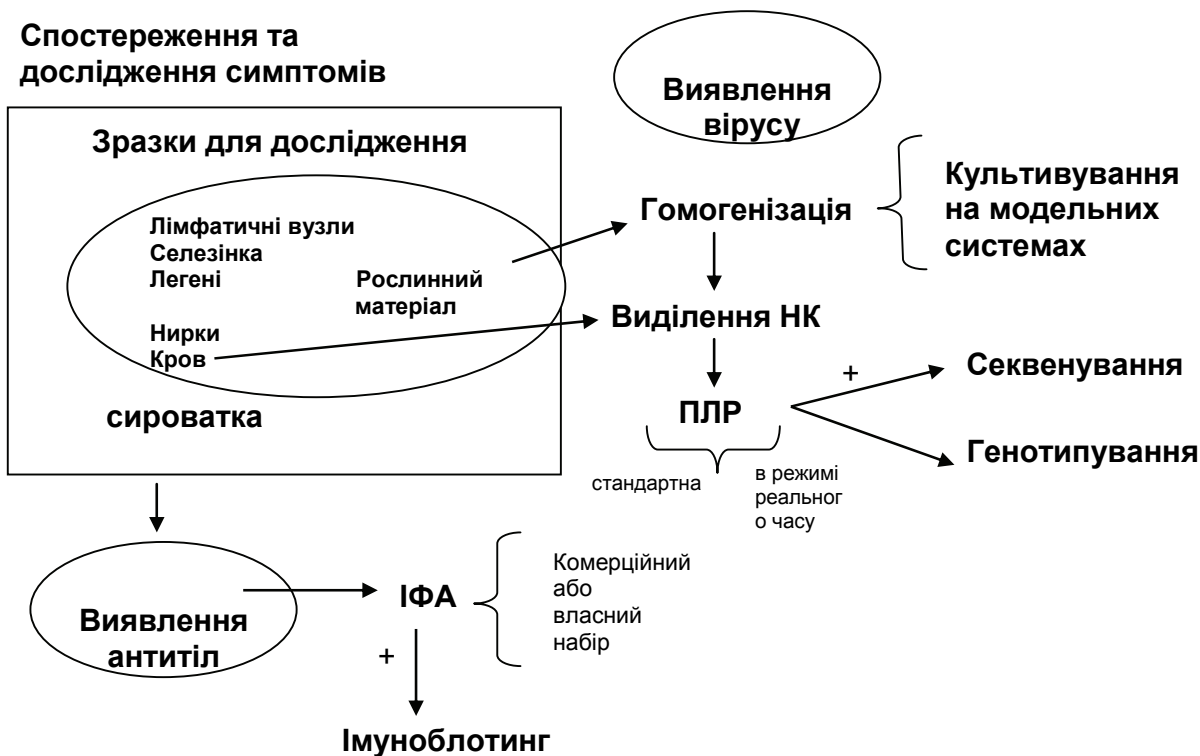 Спостереження та
дослідження симптомів
Зразки для дослідження
Лімфатичні вузли
Селезінка
Легені
Рослинний
матеріал
Нирки
Кров
сироватка
Виявлення
вірусу
Гомогенізація
Культивування
на модельних
системах
Виділення НК
ПЛР
+
Секвенування
Генотипування
стандартна
в режимі
реальног
о часу
Виявлення
антитіл
ІФА
Комерційний
або
власний
набір
+
Імуноблотинг